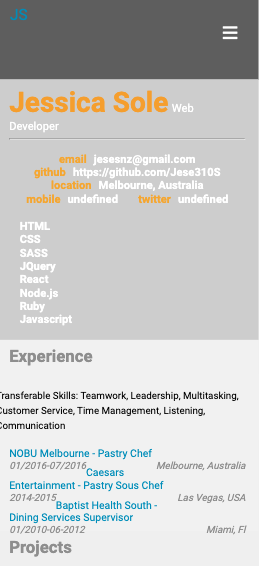 JS
Jessica Sole Web
Developer
email jesesnz@gmail.com
github https://github.com/Jese310S
location Melbourne, Australia
mobile undefined twitter undefined
HTML
CSS
SASS
JQuery
React
Node.js
Ruby
Javascript
Experience
Transferable Skills: Teamwork, Leadership, Multitasking,
Customer Service, Time Management, Listening,
Communication
NOBU Melbourne - Pastry Chef
01/2016-07/2016 Melbourne, Australia
Caesars
Entertainment - Pastry Sous Chef
2014-2015 Las Vegas, USA
Baptist Health South -
Dining Services Supervisor
01/2010-06/2012 Miami, Fl
Projects